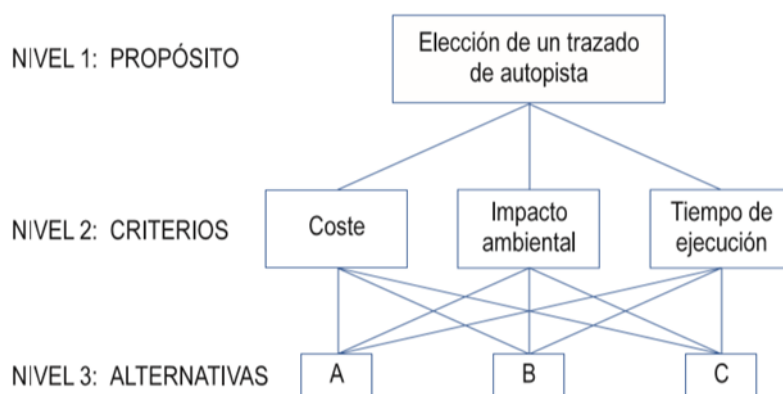 NIVEL 1: PROPÓSITO
Elección de un trazado
de autopista
NIVEL 2: CRITERIOS
Coste
Impacto
ambiental
Tiempo de
ejecución
NIVEL 3: ALTERNATIVAS
A
B
C